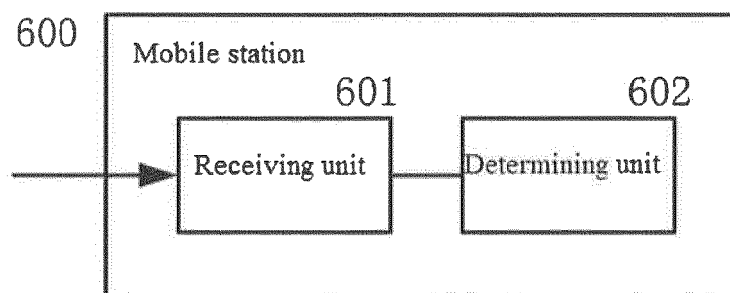 600
Mobile station
601
602
Receiving unit
Determining unit